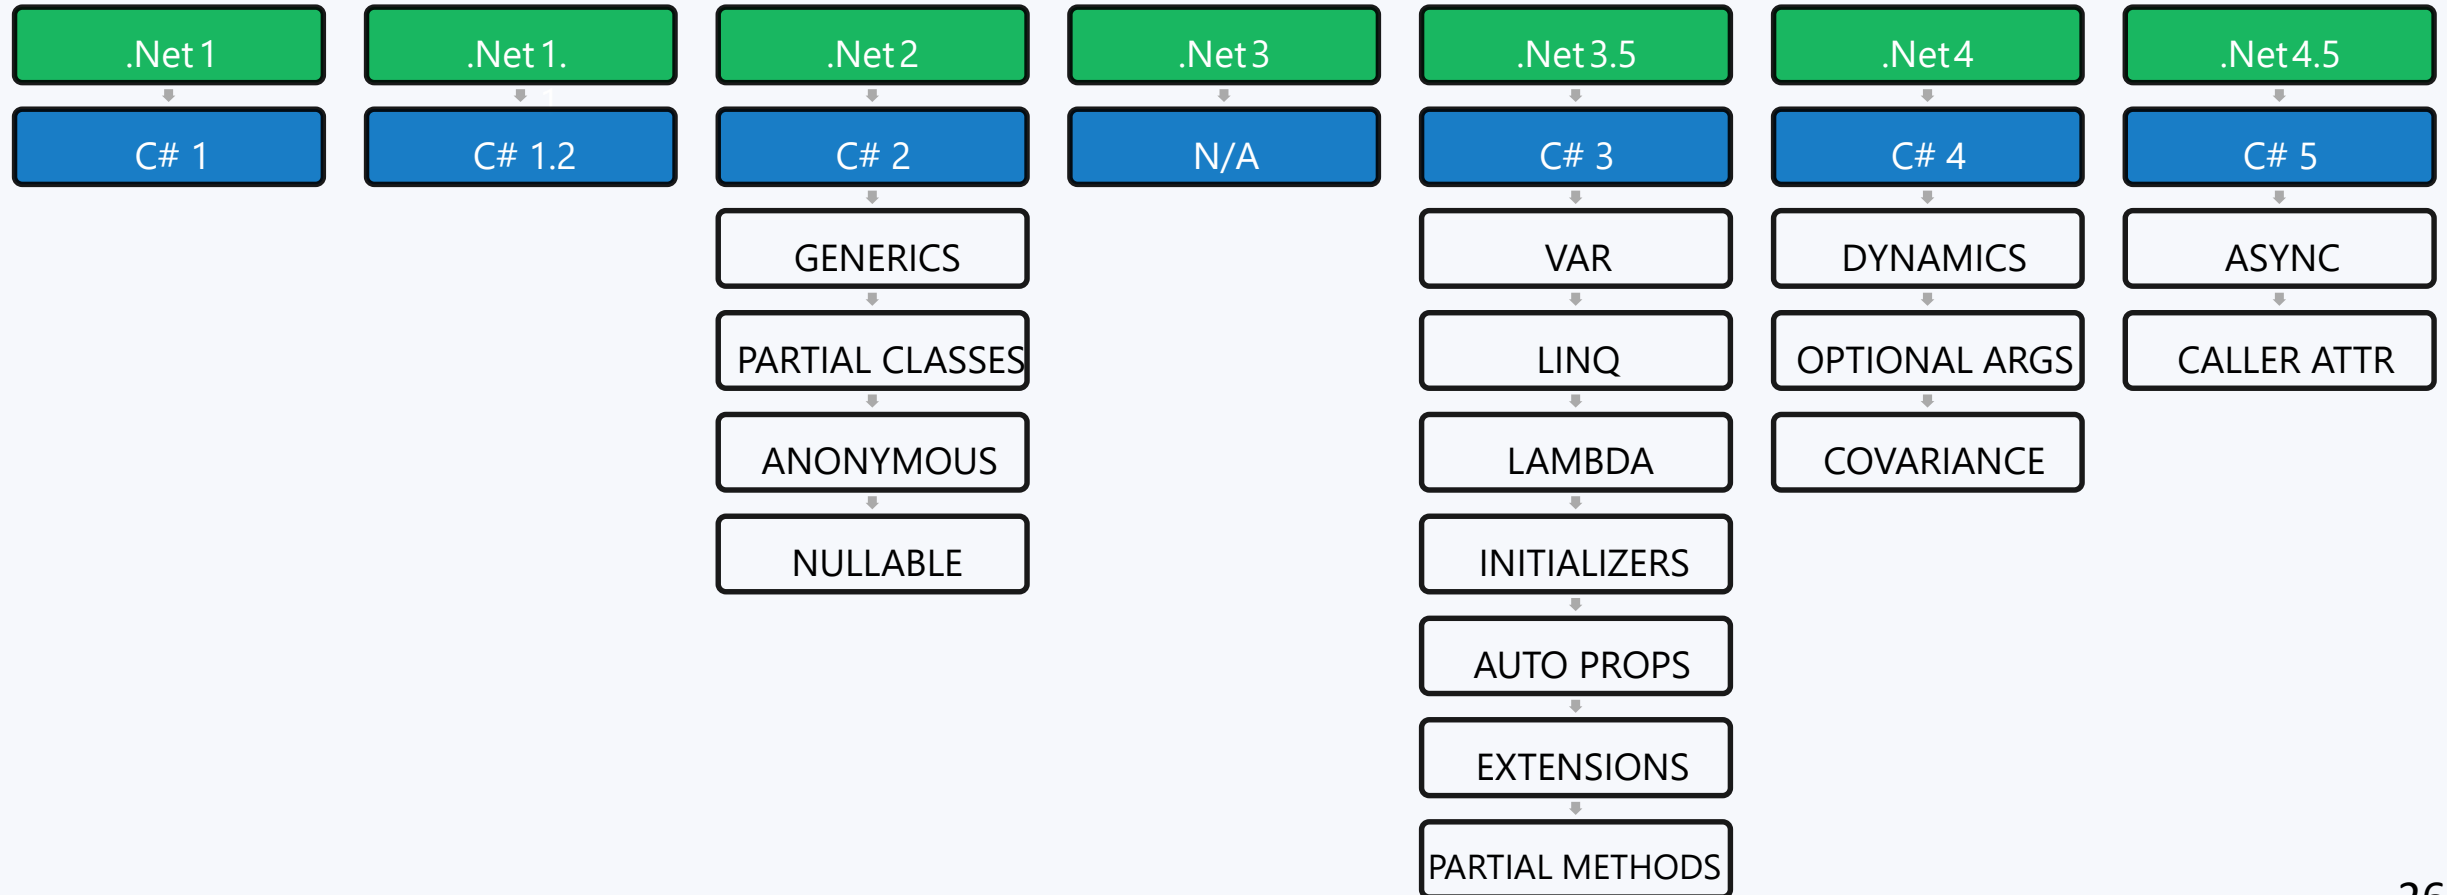 .Net 1
C# 1
.Net 1.
1
C# 1.2
.Net 2
C# 2
GENERICS
PARTIAL CLASSES
ANONYMOUS
NULLABLE
.Net 3
N/A
.Net 3.5
C# 3
VAR
LINQ
LAMBDA
INITIALIZERS
AUTO PROPS
EXTENSIONS
PARTIAL METHODS
.Net 4
C# 4
DYNAMICS
OPTIONAL ARGS
COVARIANCE
.Net 4.5
C# 5
ASYNC
CALLER ATTR